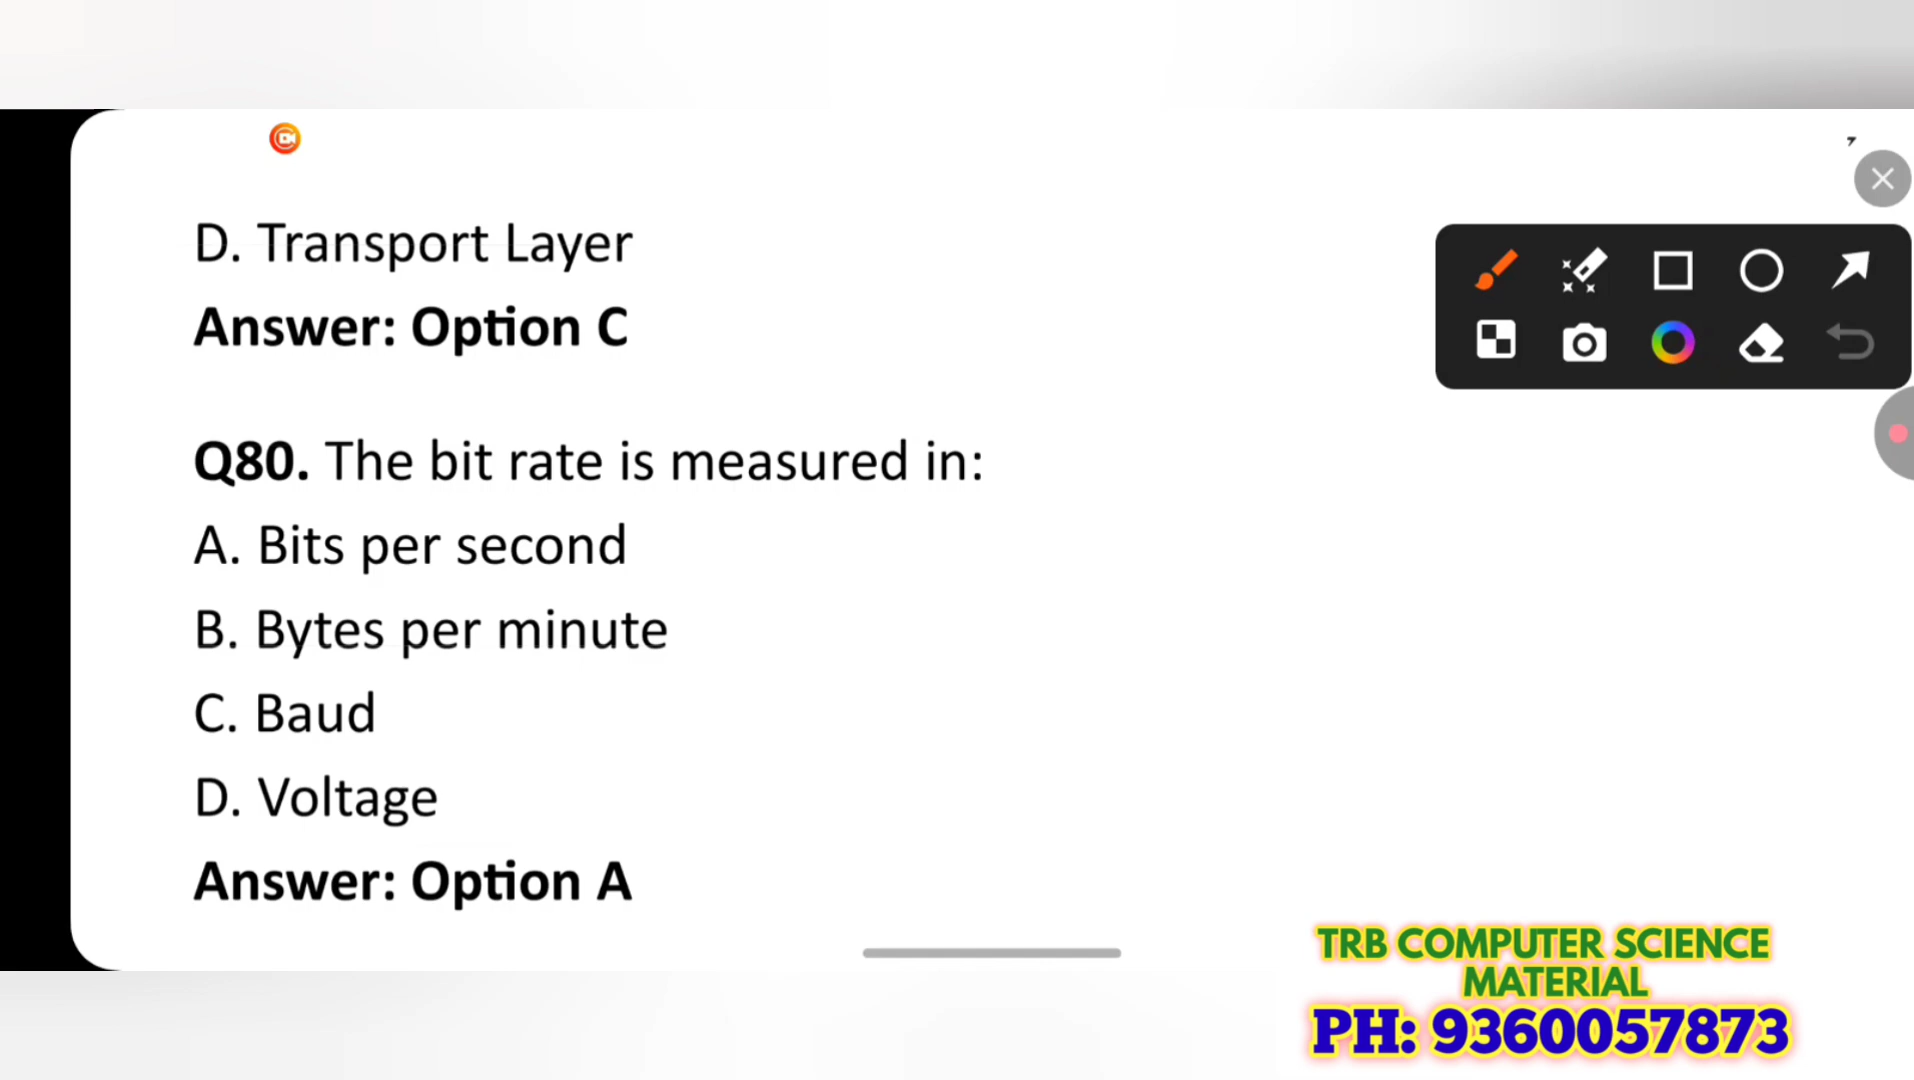 D. Transport Layer
Answer: Option C
Q80. The bit rate is measured in:
A. Bits per second
B. Bytes per minute
C. Baud
D. Voltage
Answer: Option A
TRB COMPUTER SCIENCE
MATERIAL
PH: 9360057873